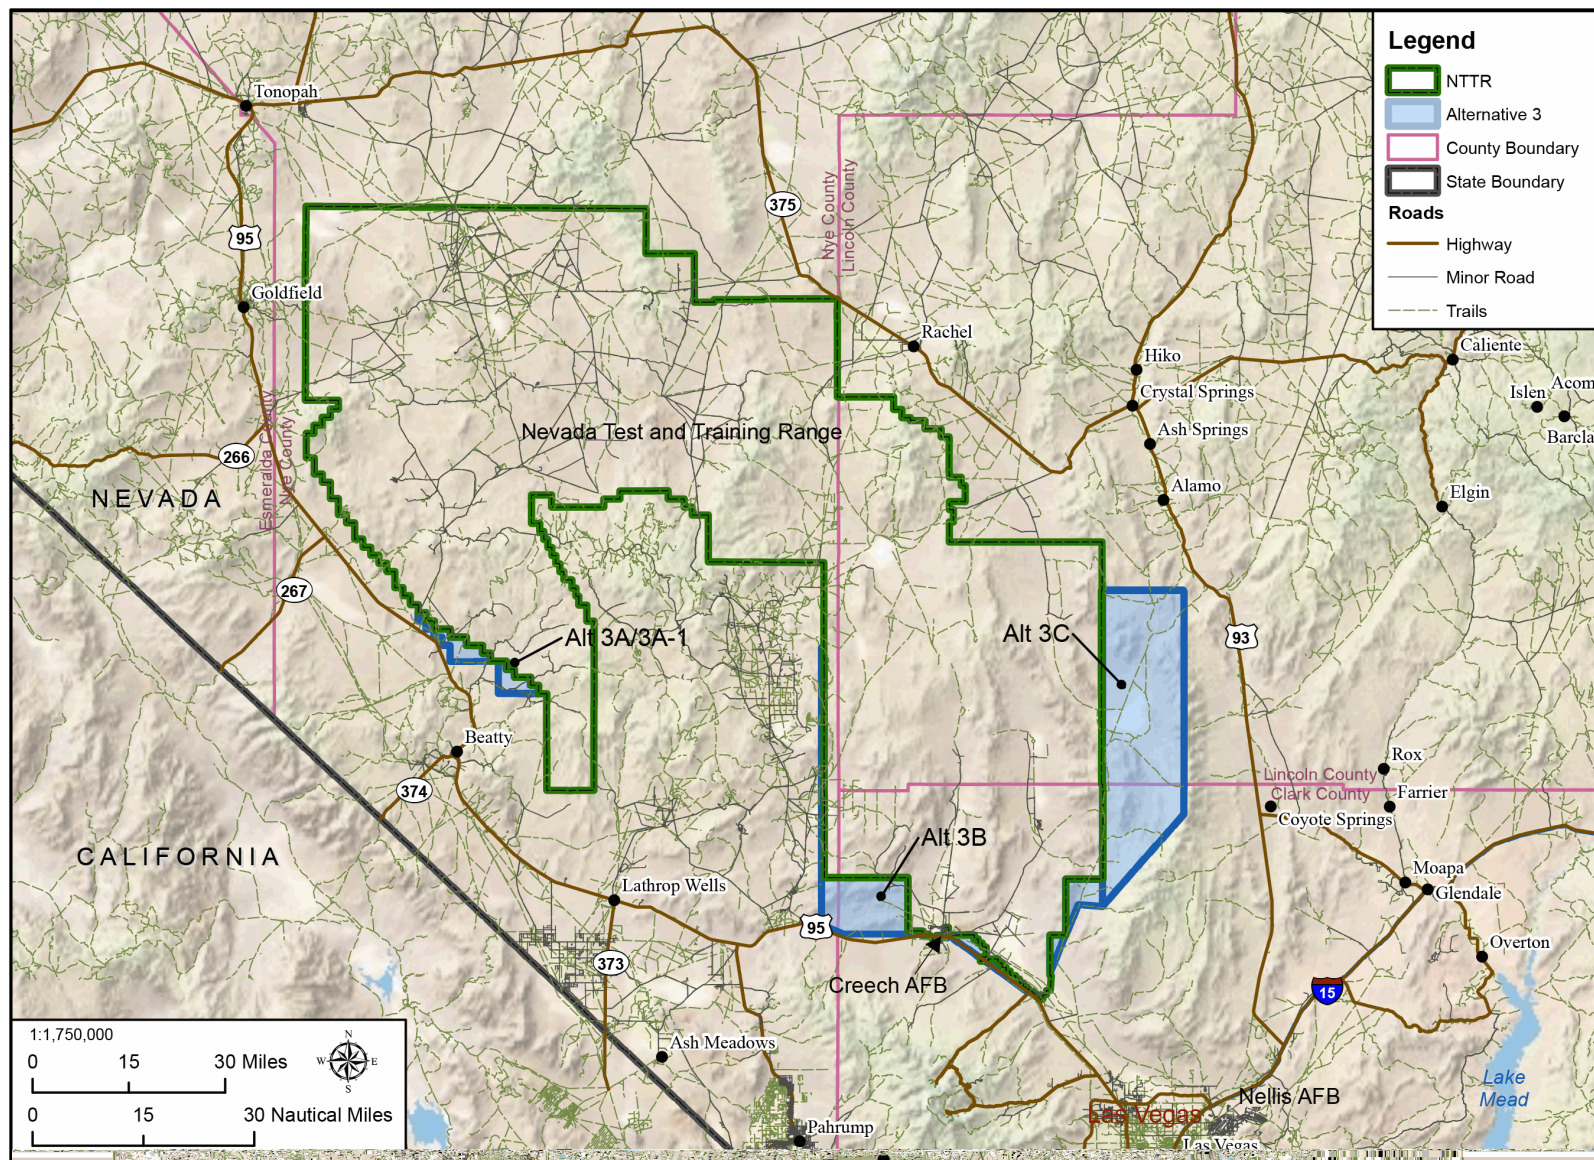 Legend
NTTR
Alternative 3
County Boundary
State Boundary
Roads
Highway
Minor Road
Trails
Tonopah
95
Goldfield
375
Nye County
Lincoln County
Rachel
Hiko
Crystal Springs
Ash Springs
Alamo
Caliente
Islen
Acom
Barcla
Elgin
Nevada Test and Training Range
266
Esmeralda County
Nye County
NEVADA
267
Alt 3A/3A-1
Alt 3C
93
Beatty
374
Lincoln County
Clark County
Rox
Farrier
Coyote Springs
CALIFORNIA
Alt 3B
Moapa
Glendale
Lathrop Wells
95
373
Creech AFB
Overton
15
Ash Meadows
Lake
Mead
Nellis AFB
Las Vegas
Las Vegas
Pahrump
1:1,750,000
0 15 30 Miles
0 15 30 Nautical Miles
N
W E
S